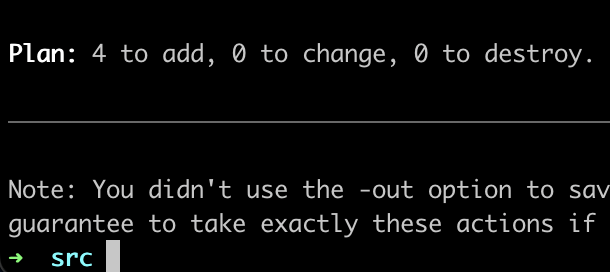 Plan: 4 to add, 0 to change, 0 to destroy.
Note: You didn't use the -out option to sav
guarantee to take exactly these actions if
➜ src